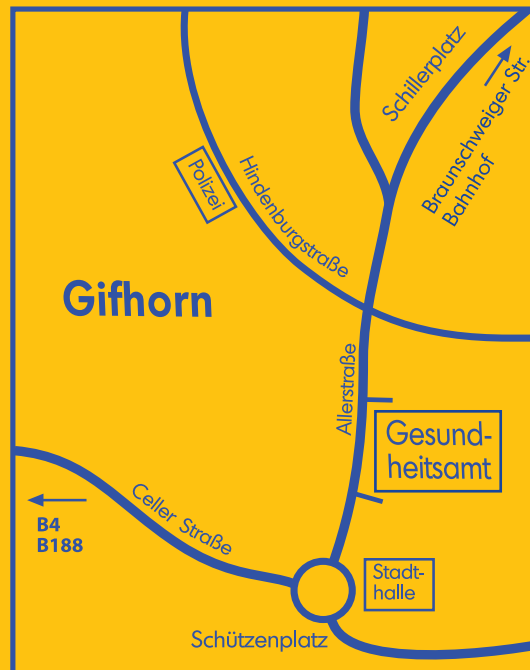 Schillerplatz
Braunschweiger Str.
Bahnhof
Polizei
Hindenburgstraße
Gifhorn
Allerstraße
Gesund-
heitsamt
Celler Straße
B4
B188
Stadt-
halle
Schützenplatz